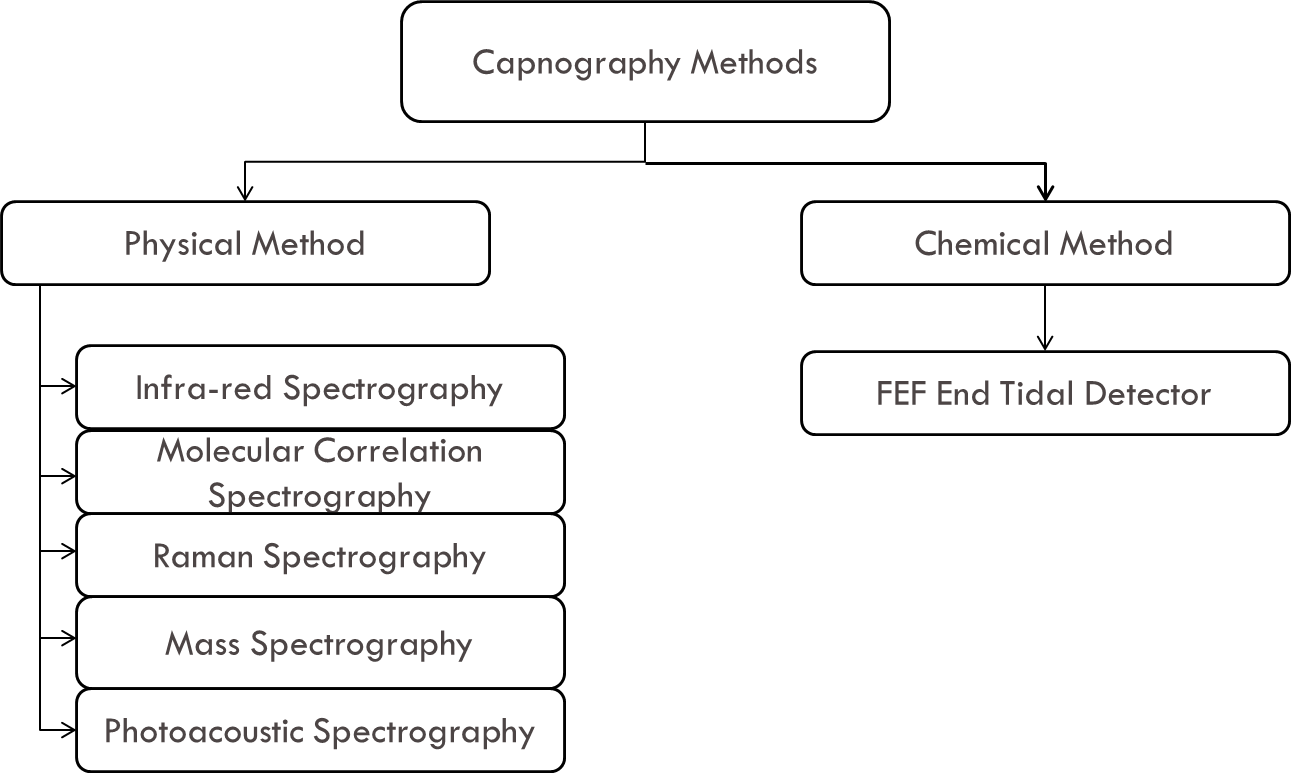 Capnography Methods
Physical Method
Chemical Method
Infra-red Spectrography
Molecular Correlation
Spectrography
Raman Spectrography
Mass Spectrography
Photoacoustic Spectrography
FEF End Tidal Detector